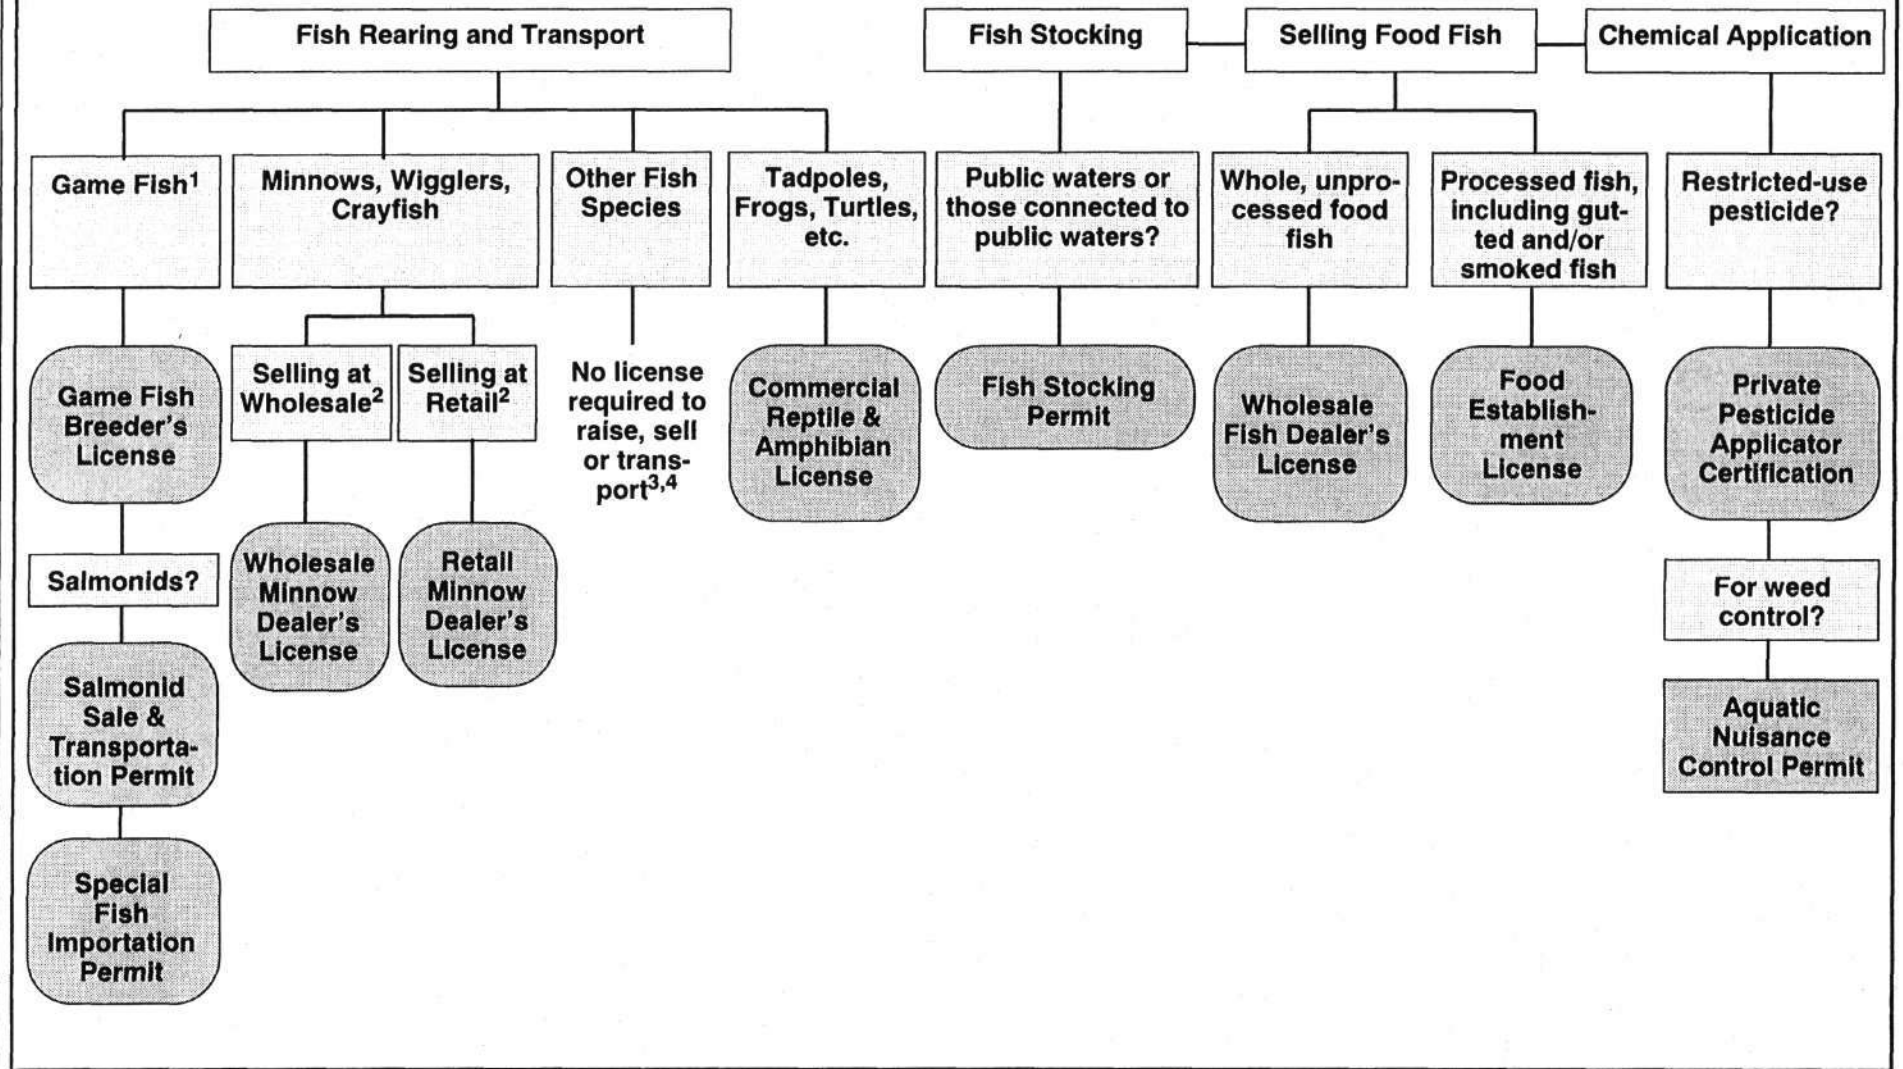 Fish Rearing and Transport
Fish Stocking
Selling Food Fish
Chemical Application
Game Fish¹
Minnows, Wigglers,
Crayfish
Other Fish
Species
Tadpoles,
Frogs, Turtles,
etc.
Public waters or
those connected to
public waters?
Whole, unpro-
cessed food
fish
Processed fish,
including gut-
ted and/or
smoked fish
Restricted-use
pesticide?
Game Fish
Breeder's
License
Selling at
Wholesale²
Selling at
Retail²
No license
required to
raise, sell
or trans-
port³,⁴
Commercial
Reptile &
Amphibian
License
Fish Stocking
Permit
Wholesale
Fish Dealer's
License
Food
Establish-
ment
License
Private
Pesticide
Applicator
Certification
Salmonids?
Wholesale
Minnow
Dealer's
License
Retail
Minnow
Dealer's
License
For weed
control?
Salmonid
Sale &
Transporta-
tion Permit
Aquatic
Nuisance
Control Permit
Special
Fish
Importation
Permit